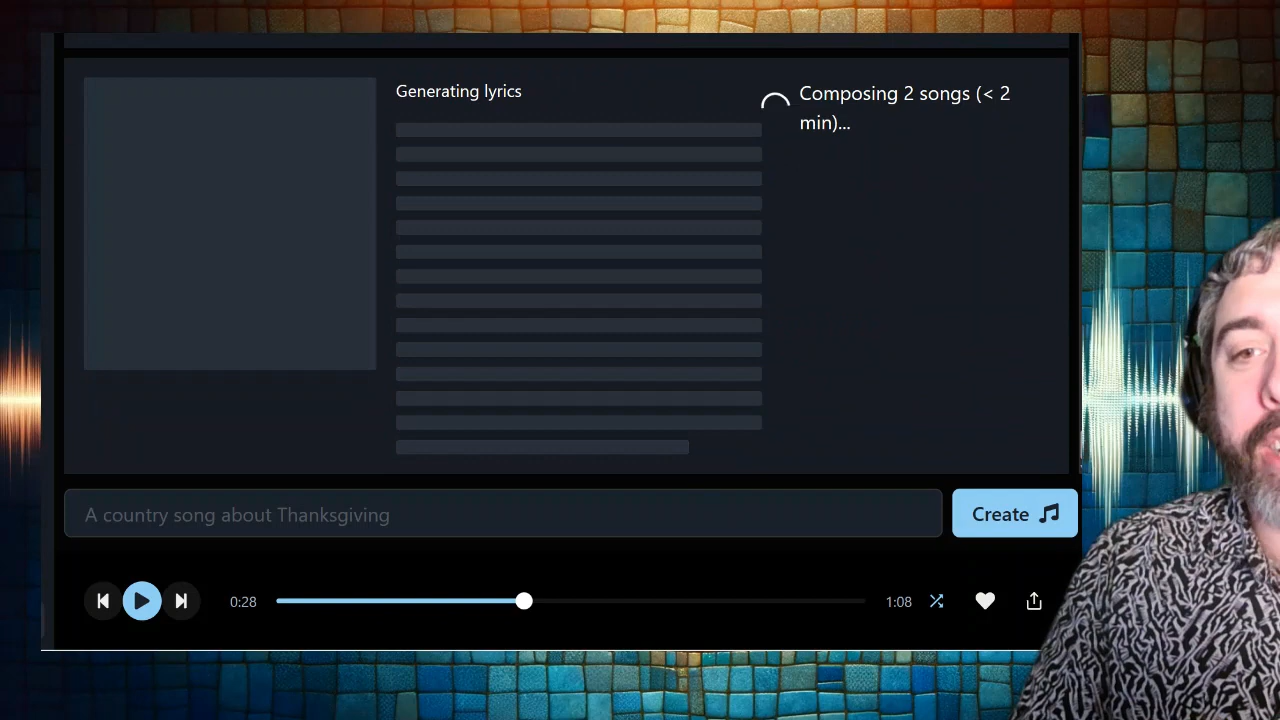 Generating lyrics
Composing 2 songs (< 2
min)...
A country song about Thanksgiving
Create
0:28
1:08